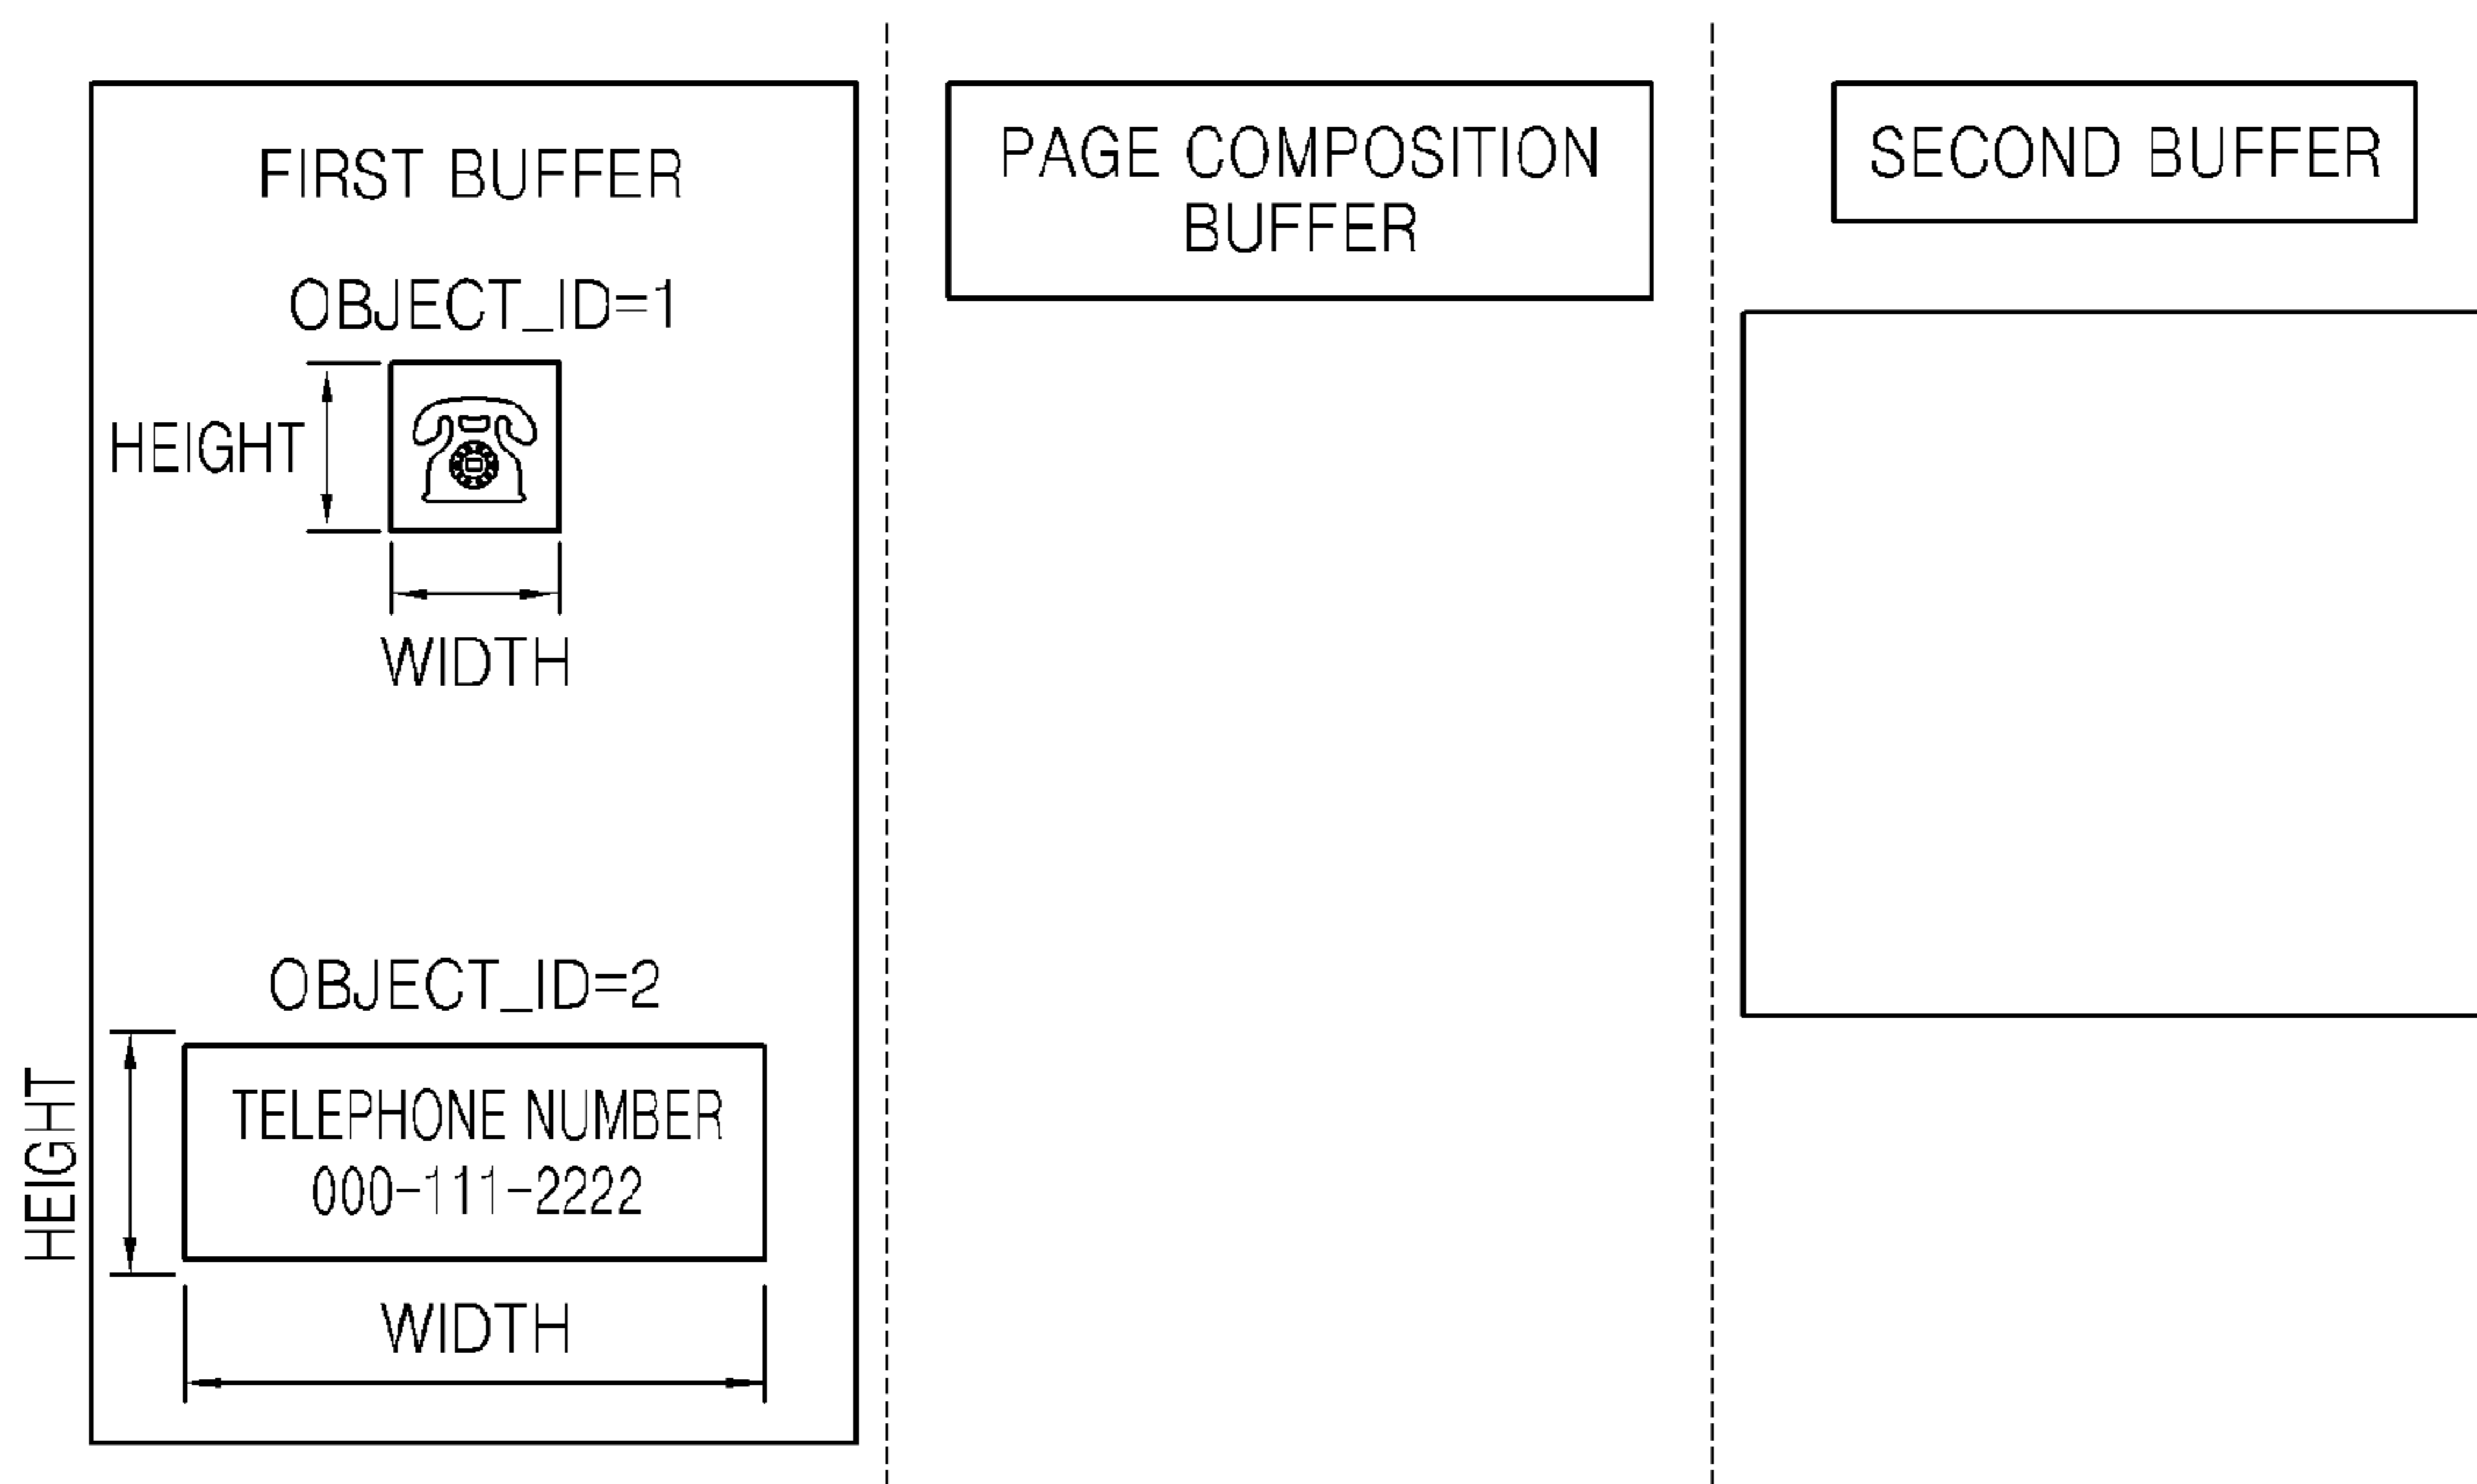 FIRST BUFFER
OBJECT_ID=1
HEIGHT
WIDTH
OBJECT_ID=2
HEIGHT
TELEPHONE NUMBER
000-111-2222
WIDTH
PAGE COMPOSITION
BUFFER
SECOND BUFFER